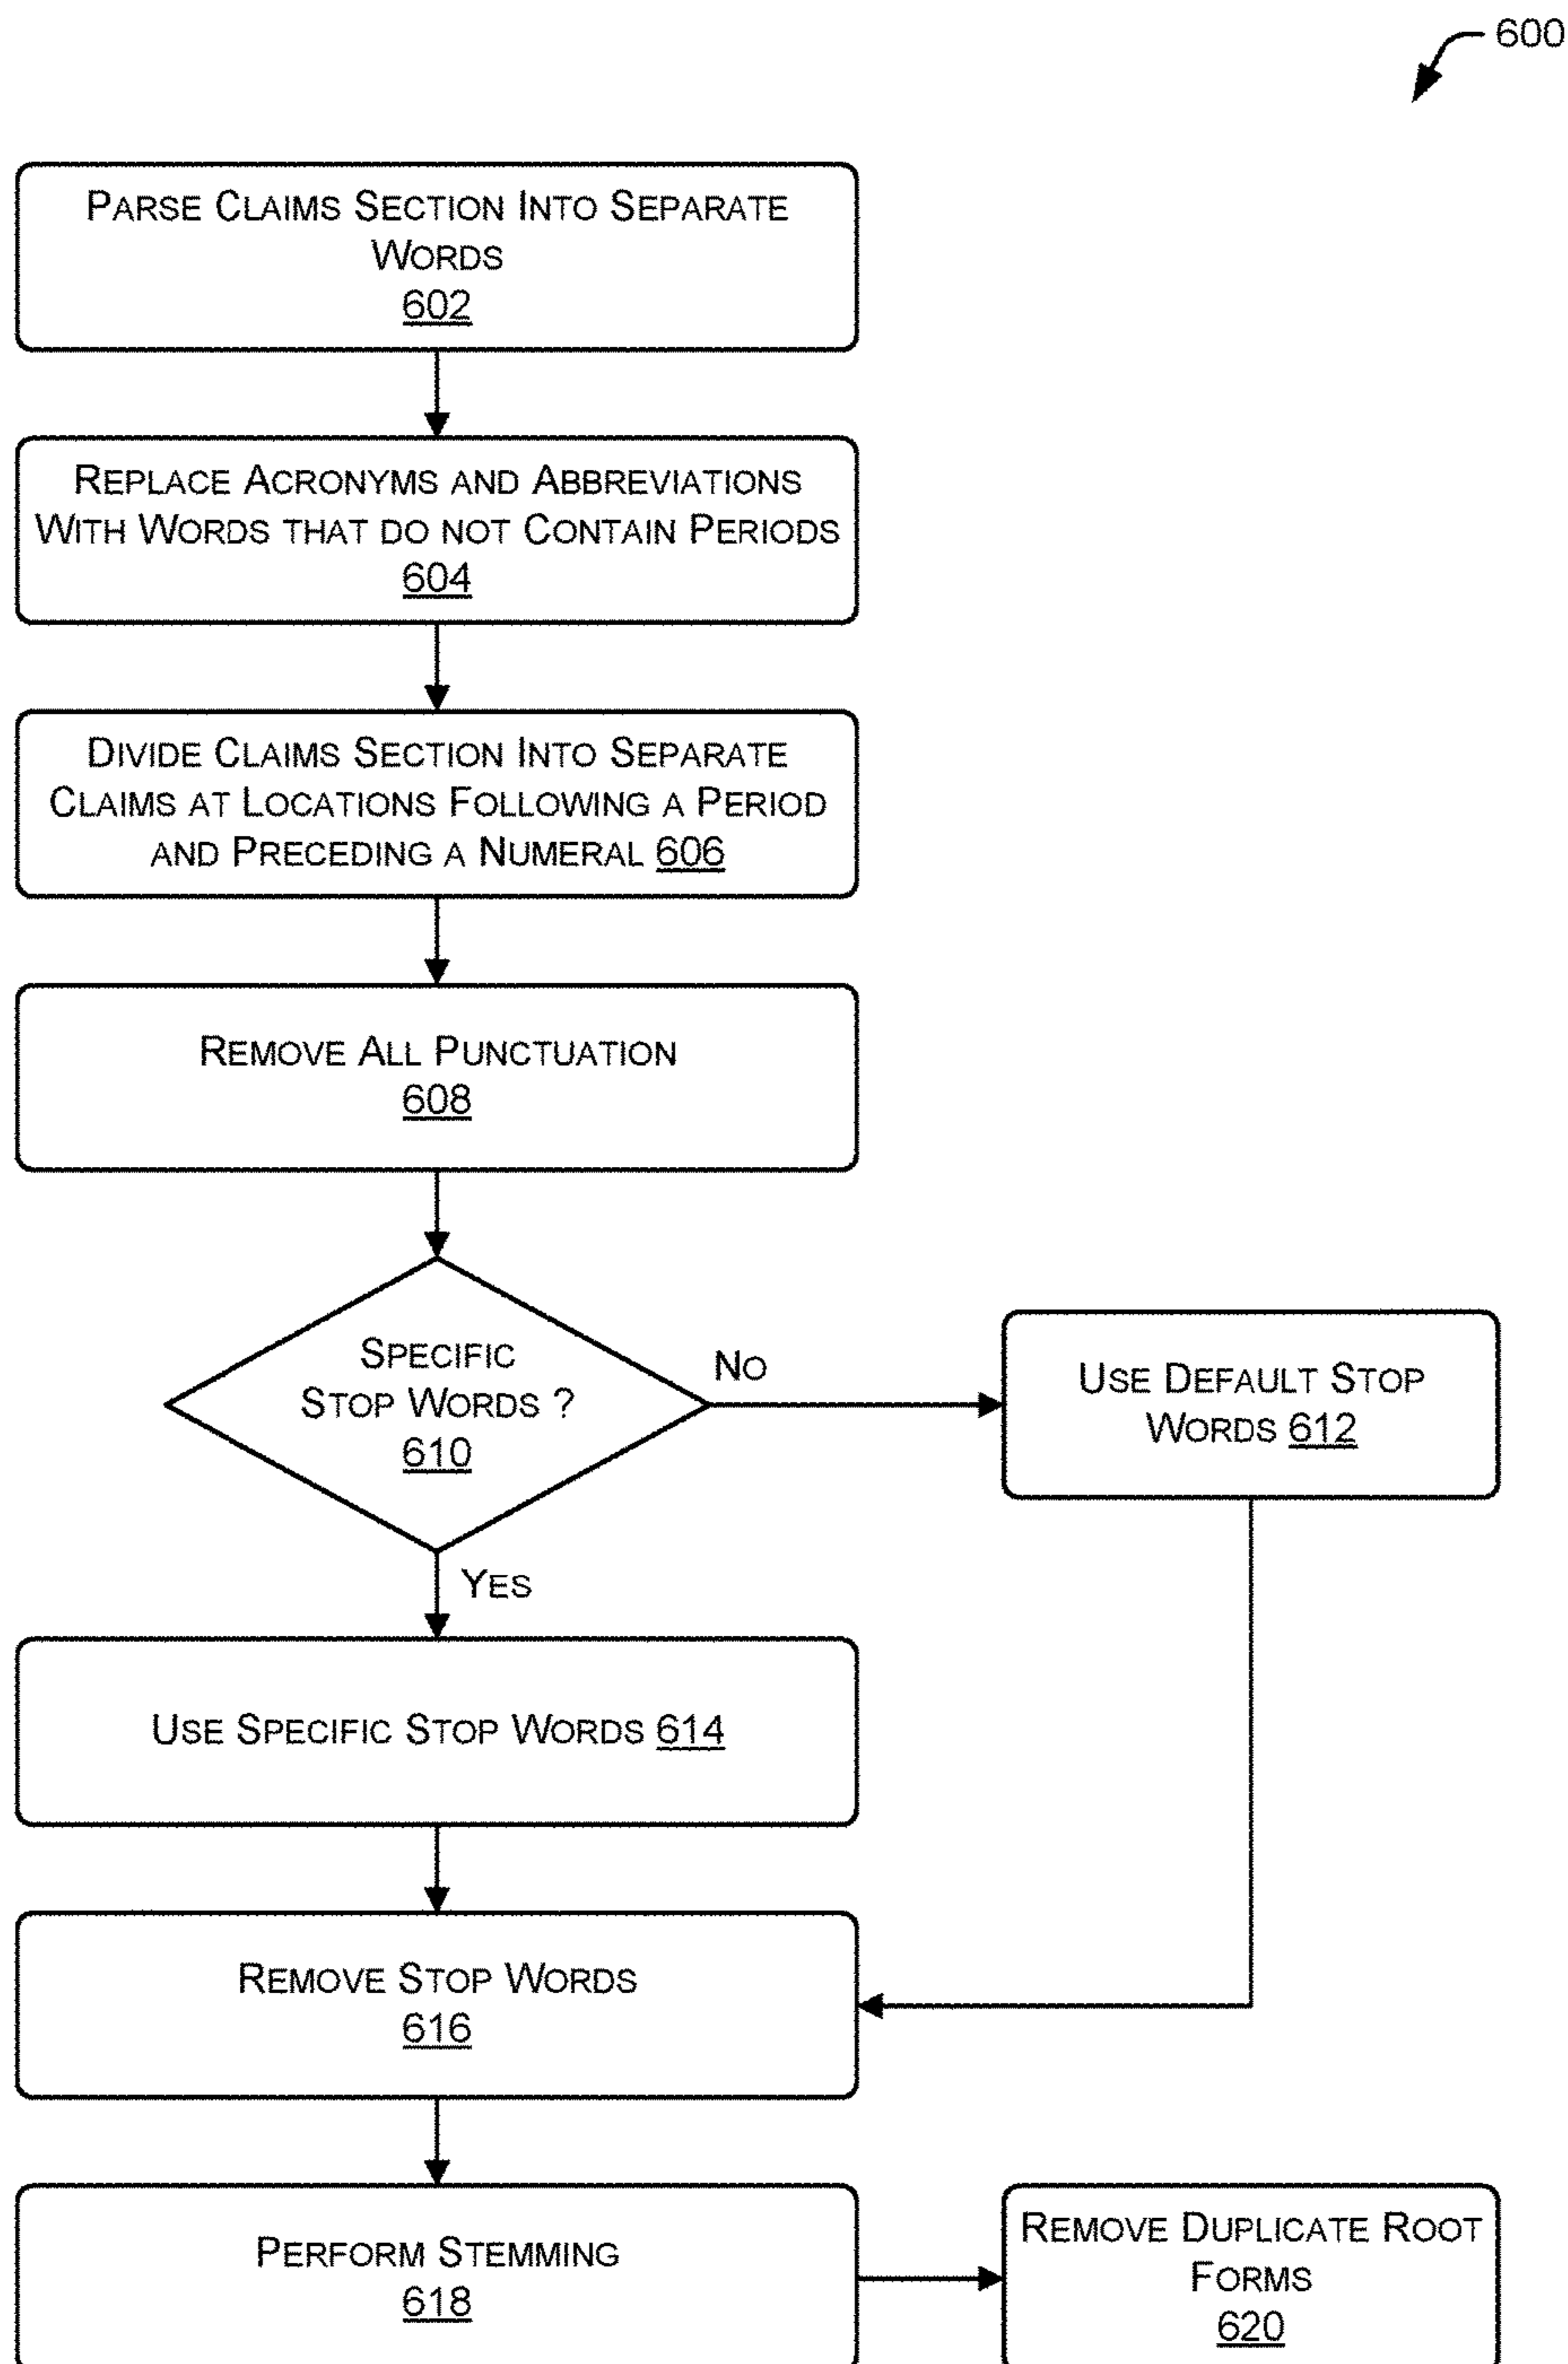 600
PARSE CLAIMS SECTION INTO SEPARATE
WORDS
602
REPLACE ACRONYMS AND ABBREVIATIONS
WITH WORDS THAT DO NOT CONTAIN PERIODS
604
DIVIDE CLAIMS SECTION INTO SEPARATE
CLAIMS AT LOCATIONS FOLLOWING A PERIOD
AND PRECEDING A NUMERAL 606
REMOVE ALL PUNCTUATION
608
SPECIFIC
STOP WORDS ?
610
NO
USE DEFAULT STOP
WORDS 612
YES
USE SPECIFIC STOP WORDS 614
REMOVE STOP WORDS
616
PERFORM STEMMING
618
REMOVE DUPLICATE ROOT
FORMS
620